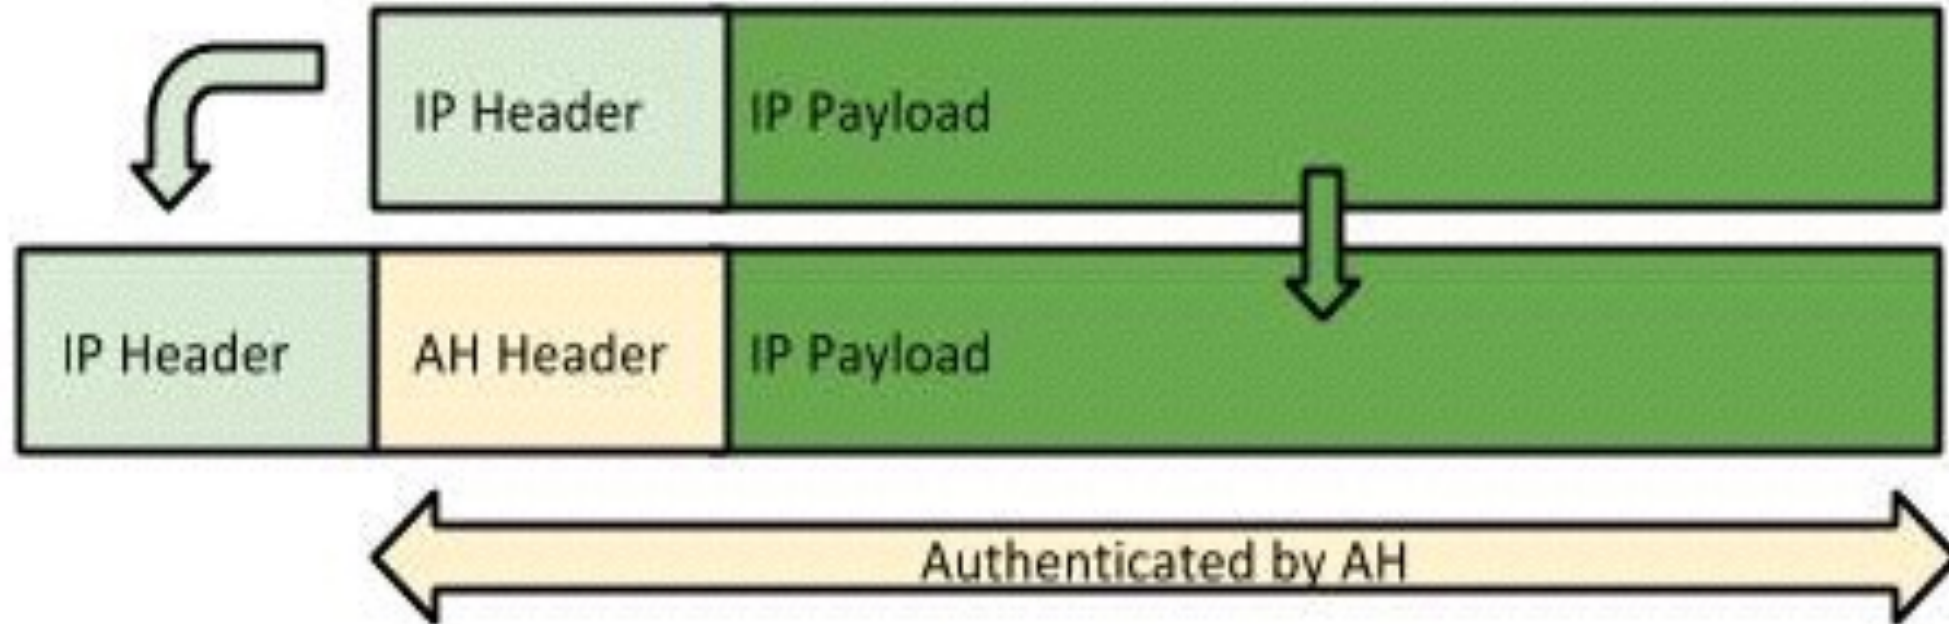 IP Header IP Payload
IP Header AH Header IP Payload
Authenticated by AH